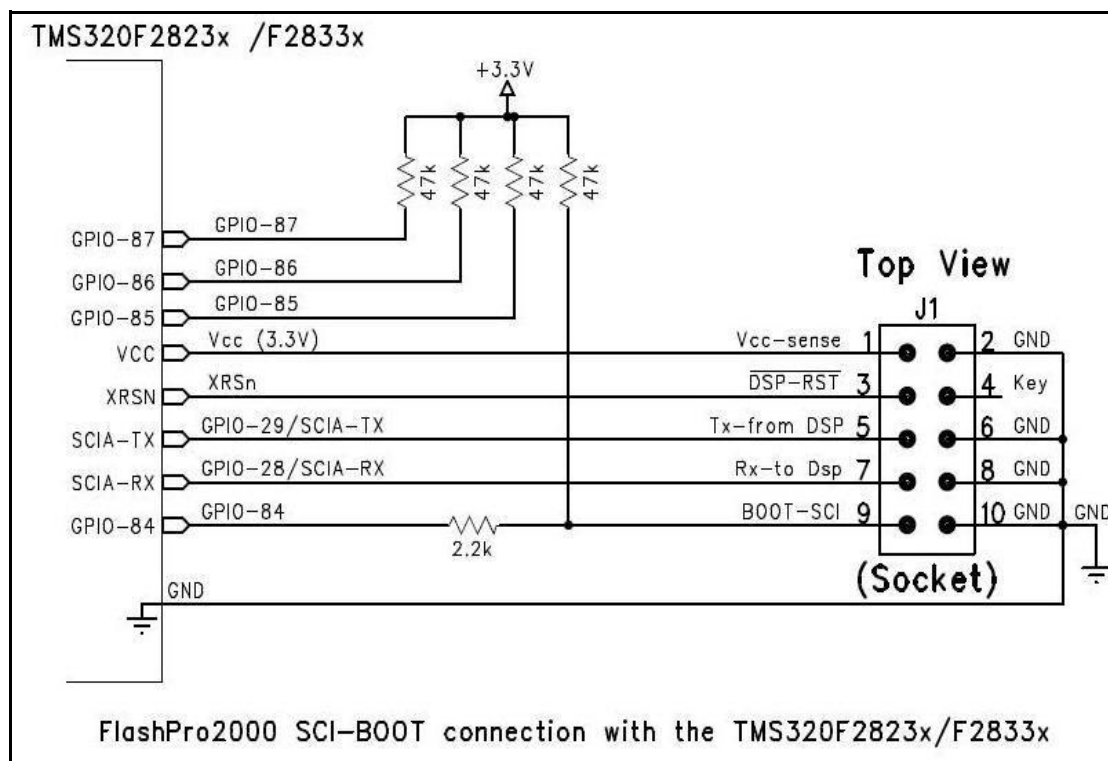 TMS320F2823x /F2833x
+3.3V
47k 47k 47k 47k
GPIO-87 GPIO-87
GPIO-86 GPIO-86
GPIO-85 GPIO-85
Top View
J1
VCC Vcc (3.3V) Vcc-sense 1 2 GND
XRSN XRSn DSP-RST 3 4 Key
SCIA-TX GPIO-29/SCIA-TX Tx-from DSP 5 6 GND
SCIA-RX GPIO-28/SCIA-RX Rx-to Dsp 7 8 GND
GPIO-84 GPIO-84 BOOT-SCI 9 10 GND GND
2.2k
(Socket)
GND
FlashPro2000 SCI-BOOT connection with the TMS320F2823x/F2833x